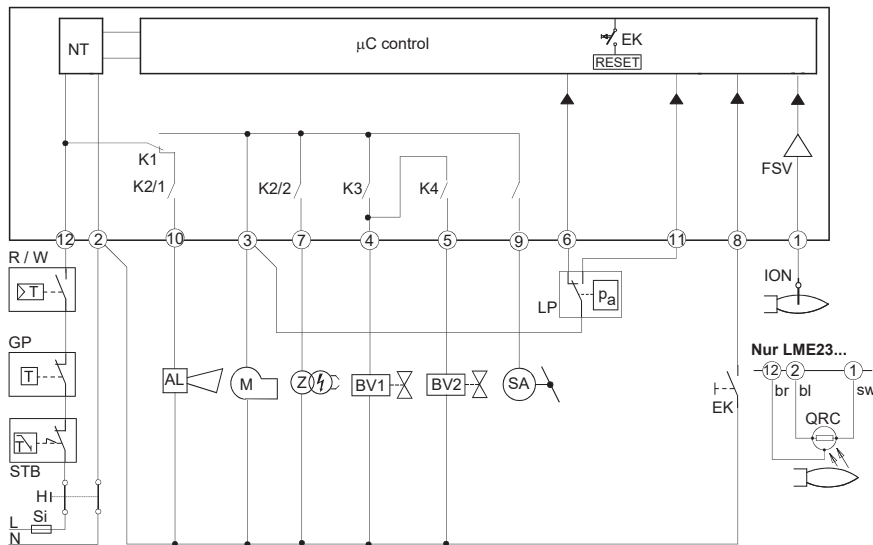 NT
µC control
EK
RESET
K1
K2/1
K2/2
K3
K4
FSV
12
2
10
3
7
4
5
9
6
11
8
1
R / W
T
LP
pa
ION
GP
T
Nur LME23...
12
2
1
br
bl
sw
AL
M
Z
BV1
BV2
SA
EK
QRC
T
STB
H
L
Si
N